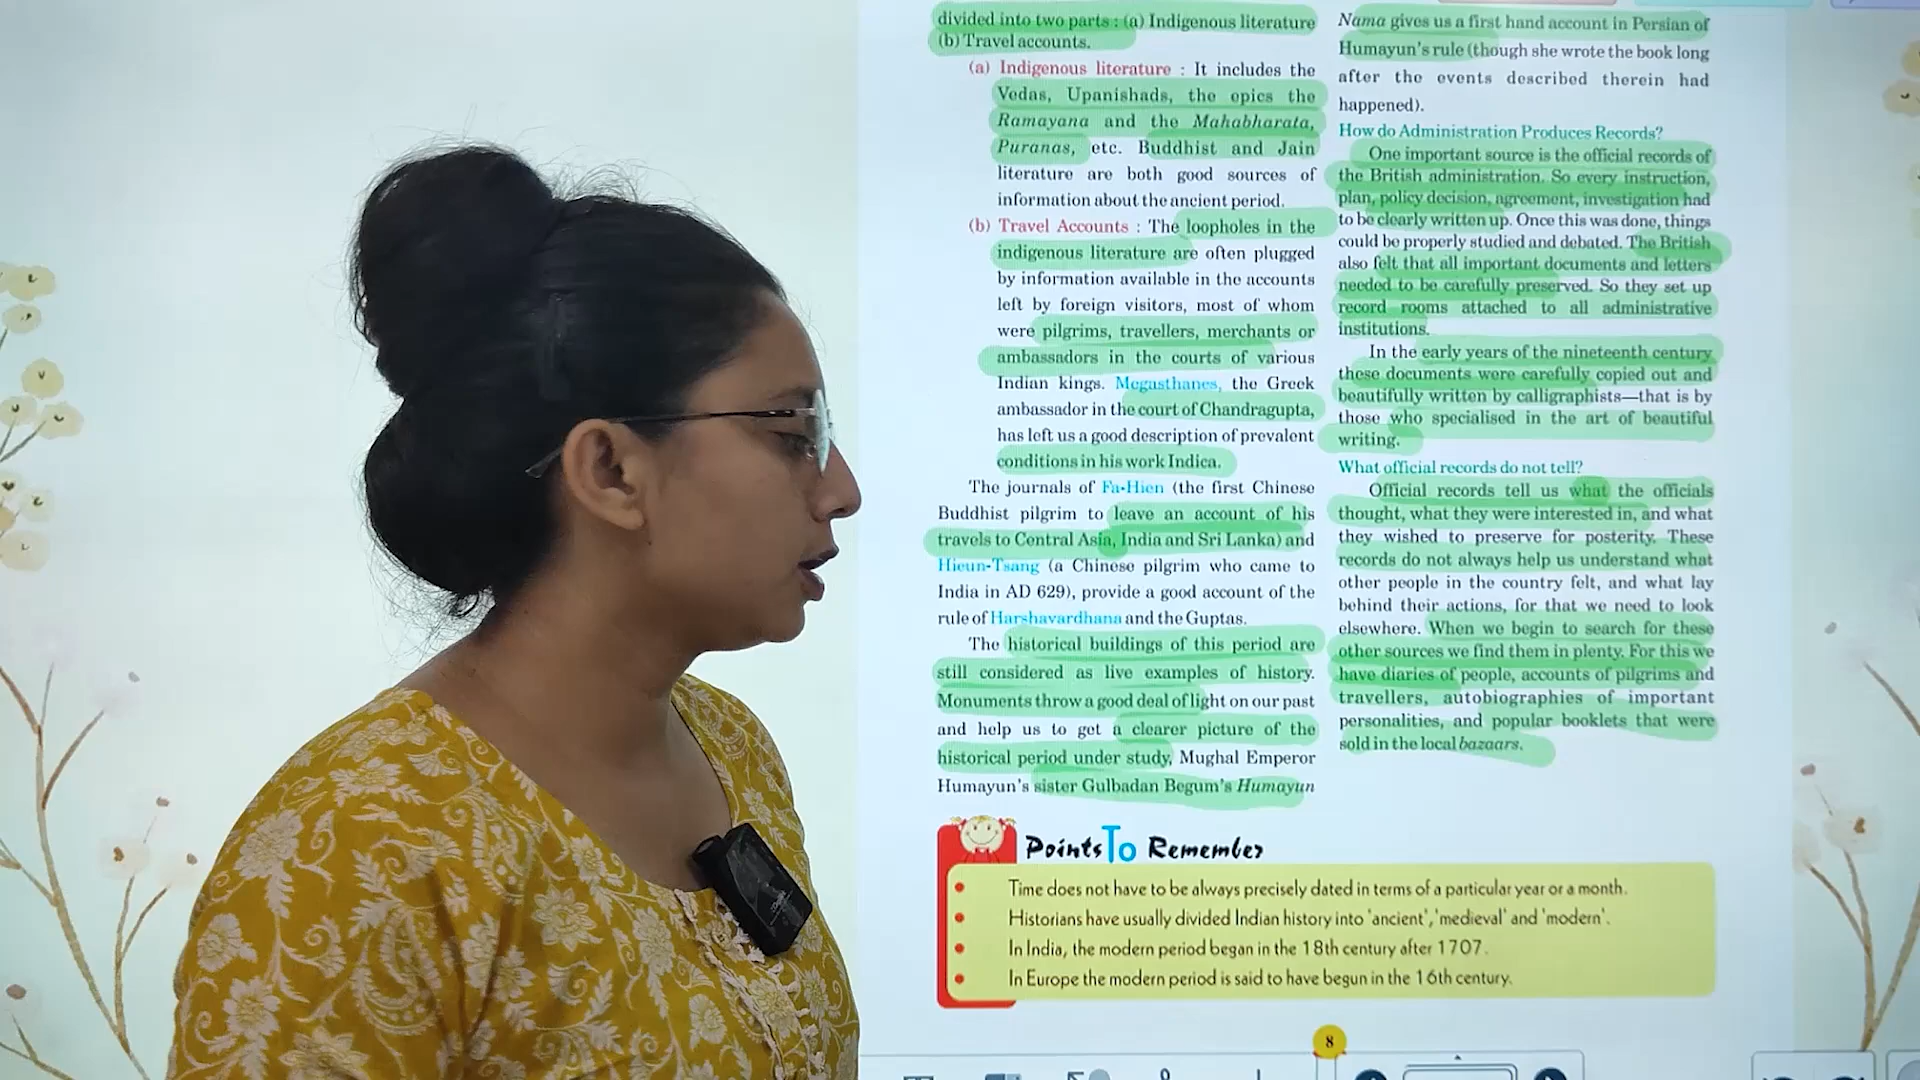 divided into two parts : (a) Indigenous literature
(b) Travel accounts.
(a) Indigenous literature : It includes the
Vedas, Upanishads, the epics the
Ramayana and the Mahabharata,
Puranas, etc. Buddhist and Jain
literature are both good sources of
information about the ancient period.
(b) Travel Accounts : The loopholes in the
indigenous literature are often plugged
by information available in the accounts
left by foreign visitors, most of whom
were pilgrims, travellers, merchants or
ambassadors in the courts of various
Indian kings. Megasthanes, the Greek
ambassador in the court of Chandragupta,
has left us a good description of prevalent
conditions in his work Indica.
The journals of Fa-Hien (the first Chinese
Buddhist pilgrim to leave an account of his
travels to Central Asia, India and Sri Lanka) and
Hieun-Tsang (a Chinese pilgrim who came to
India in AD 629), provide a good account of the
rule of Harshavardhana and the Guptas.
The historical buildings of this period are
still considered as live examples of history.
Monuments throw a good deal of light on our past
and help us to get a clearer picture of the
historical period under study, Mughal Emperor
Humayun's sister Gulbadan Begum's Humayun
Nama gives us a first hand account in Persian of
Humayun's rule (though she wrote the book long
after the events described therein had
happened).
How do Administration Produces Records?
One important source is the official records of
the British administration. So every instruction,
plan, policy decision, agreement, investigation had
to be clearly written up. Once this was done, things
could be properly studied and debated. The British
also felt that all important documents and letters
needed to be carefully preserved. So they set up
record rooms attached to all administrative
institutions.
In the early years of the nineteenth century
these documents were carefully copied out and
beautifully written by calligraphists—that is by
those who specialised in the art of beautiful
writing.
What official records do not tell?
Official records tell us what the officials
thought, what they were interested in, and what
they wished to preserve for posterity. These
records do not always help us understand what
other people in the country felt, and what lay
behind their actions, for that we need to look
elsewhere. When we begin to search for these
other sources we find them in plenty. For this we
have diaries of people, accounts of pilgrims and
travellers, autobiographies of important
personalities, and popular booklets that were
sold in the local bazaars.
Points To Remember
Time does not have to be always precisely dated in terms of a particular year or a month.
Historians have usually divided Indian history into 'ancient', 'medieval' and 'modern'.
In India, the modern period began in the 18th century after 1707.
In Europe the modern period is said to have begun in the 16th century.
8